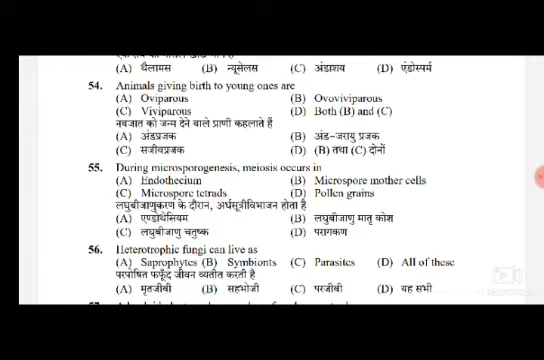 (A) थैलामस (B) न्यूसेलस (C) अंडाशय (D) एंडोस्पर्म
54. Animals giving birth to young ones are
(A) Oviparous (B) Ovoviviparous
(C) Viviparous (D) Both (B) and (C)
नवजात को जन्म देने वाले प्राणी कहलाते हैं
(A) अंडप्रजक (B) अंड-जरायु प्रजक
(C) सजीवप्रजक (D) (B) तथा (C) दोनों
55. During microsporogenesis, meiosis occurs in
(A) Endothecium (B) Microspore mother cells
(C) Microspore tetrads (D) Pollen grains
लघुबीजाणुकरण के दौरान, अर्धसूत्रीविभाजन होता है
(A) एण्डोथेसियम (B) लघुबीजाणु मातृ कोश
(C) लघुबीजाणु चतुष्क (D) परागकण
56. Heterotrophic fungi can live as
(A) Saprophytes (B) Symbionts (C) Parasites (D) All of these
परपोषित फफूँद जीवन व्यतीत करती है
(A) मृतजीवी (B) सहभोजी (C) परजीवी (D) यह सभी